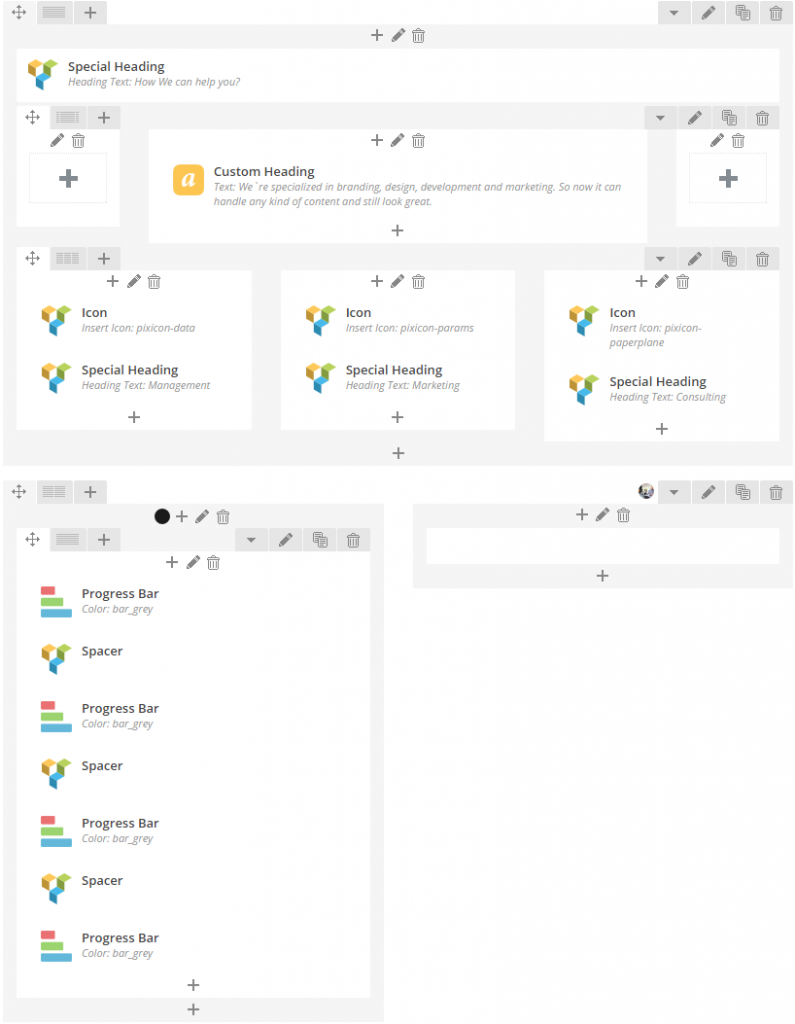 Special Heading
Heading Text: How We can help you?
a
Custom Heading
Text: We`re specialized in branding, design, development and marketing. So now it can
handle any kind of content and still look great.
Icon
Insert Icon: pixicon-data
Special Heading
Heading Text: Management
Icon
Insert Icon: pixicon-params
Special Heading
Heading Text: Marketing
Icon
Insert Icon: pixicon-
paperplane
Special Heading
Heading Text: Consulting
Progress Bar
Color: bar_grey
Spacer
Progress Bar
Color: bar_grey
Spacer
Progress Bar
Color: bar_grey
Spacer
Progress Bar
Color: bar_grey